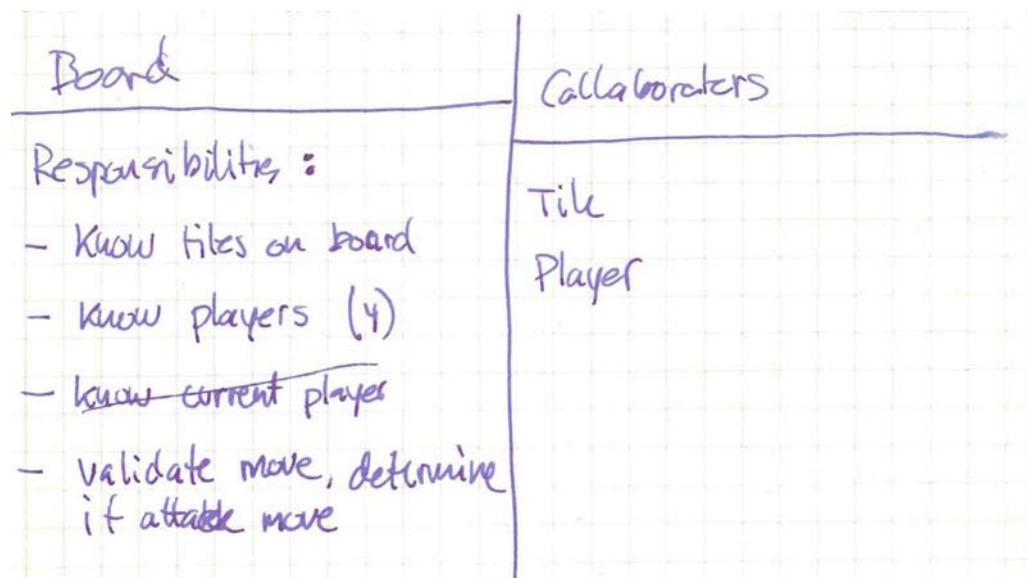 Board
Responsibilities:
- Know tiles on board
- Know players (4)
- know current player
- validate move, determine
if attack move
Collaboraters
Tile
Player